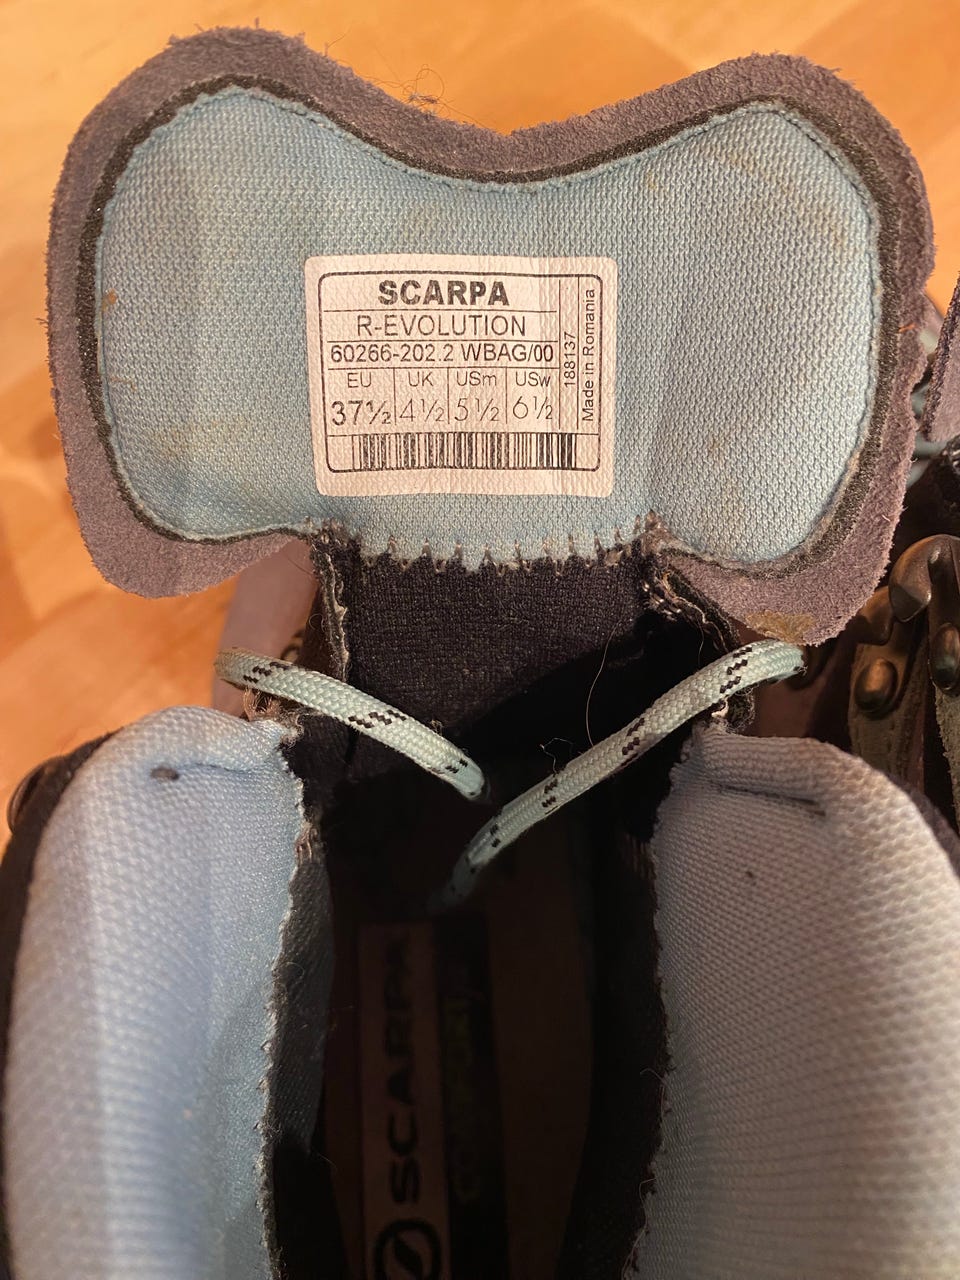 SCARPA
R-EVOLUTION
60266-202.2 WBAG/00
EU UK USm USw
37½ 4½ 5½ 6½
188137
Made in Romania
SCARPA